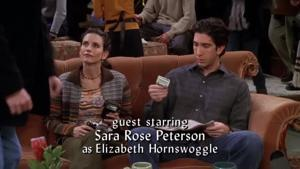 guest starring
Sara Rose Peterson
as Elizabeth Hornswoggle